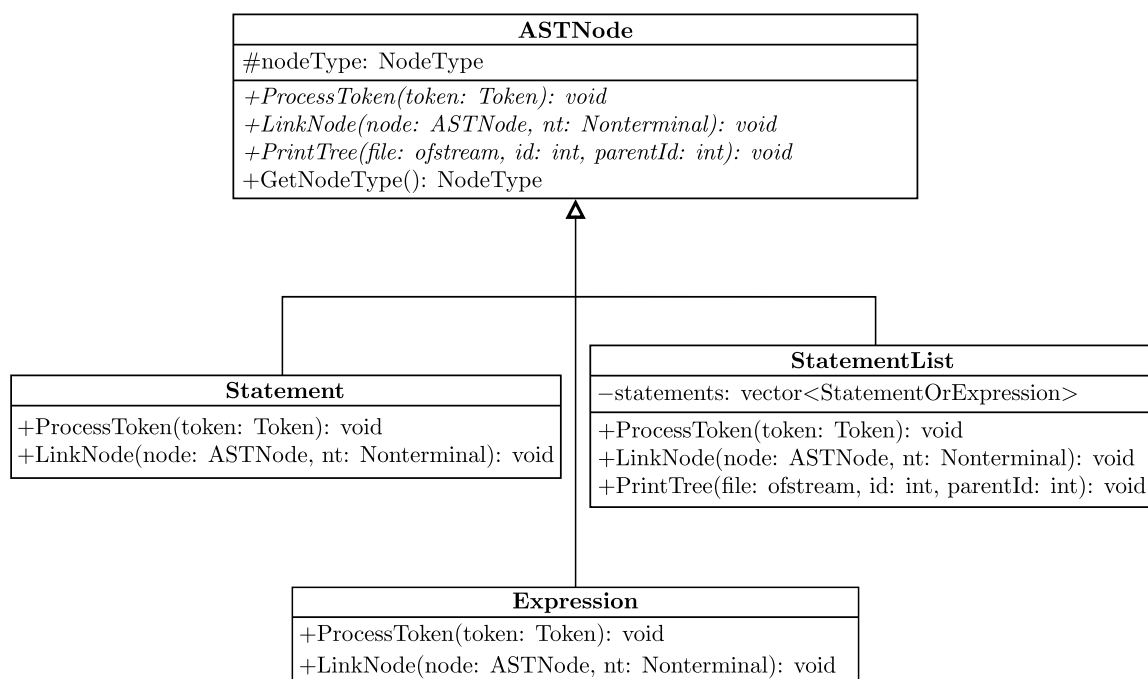 ASTNode
#nodeType: NodeType
+ProcessToken(token: Token): void
+LinkNode(node: ASTNode, nt: Nonterminal): void
+PrintTree(file: ofstream, id: int, parentId: int): void
+GetNodeType(): NodeType
Statement
+ProcessToken(token: Token): void
+LinkNode(node: ASTNode, nt: Nonterminal): void
StatementList
−statements: vector<StatementOrExpression>
+ProcessToken(token: Token): void
+LinkNode(node: ASTNode, nt: Nonterminal): void
+PrintTree(file: ofstream, id: int, parentId: int): void
Expression
+ProcessToken(token: Token): void
+LinkNode(node: ASTNode, nt: Nonterminal): void